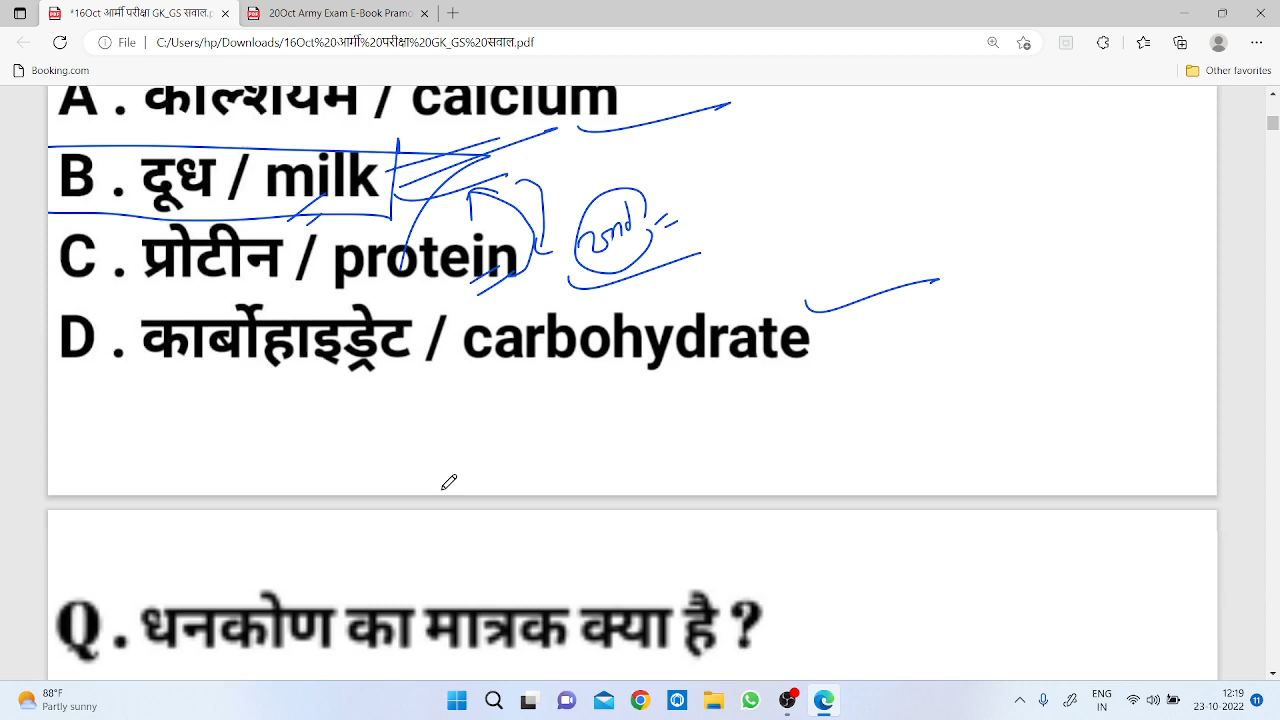 *16Oct आर्मी परीक्षा GK_GS सवाल.p
20Oct Army Exam E-Book Pramo
File
C:/Users/hp/Downloads/16Oct%20आर्मी%20परीक्षा%20GK_GS%20सवाल.pdf
Booking.com
Other favorites
A . कैल्शियम / calcium
B . दूध / milk
C . प्रोटीन / protein
2nd
D . कार्बोहाइड्रेट / carbohydrate
Q . धनकोण का मात्रक क्या है ?
88°F
Partly sunny
ENG
IN
12:19
23-10-2022
11